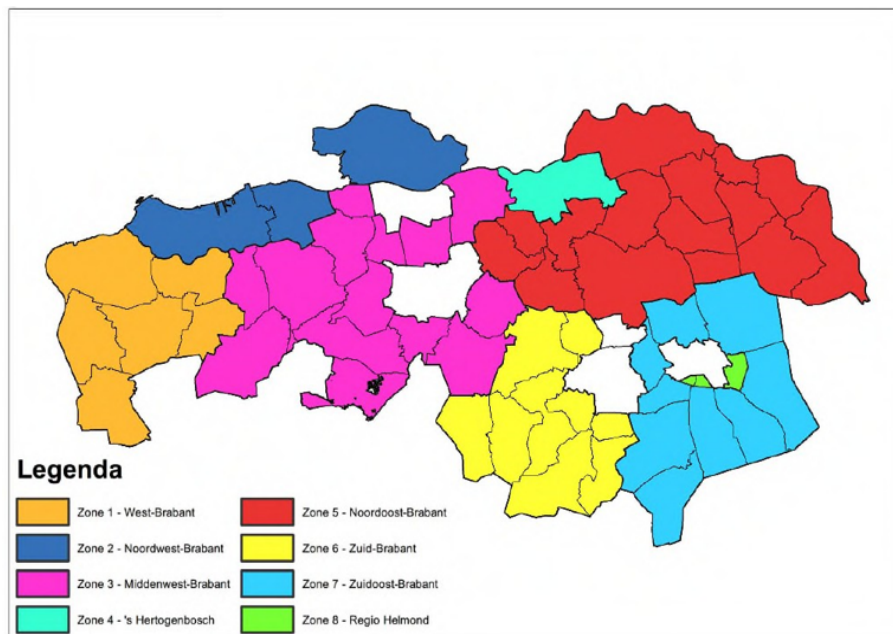 Legenda
Zone 1 - West-Brabant
Zone 2 - Noordwest-Brabant
Zone 3 - Middenwest-Brabant
Zone 4 - 's Hertogenbosch
Zone 5 - Noordoost-Brabant
Zone 6 - Zuid-Brabant
Zone 7 - Zuidoost-Brabant
Zone 8 - Regio Helmond